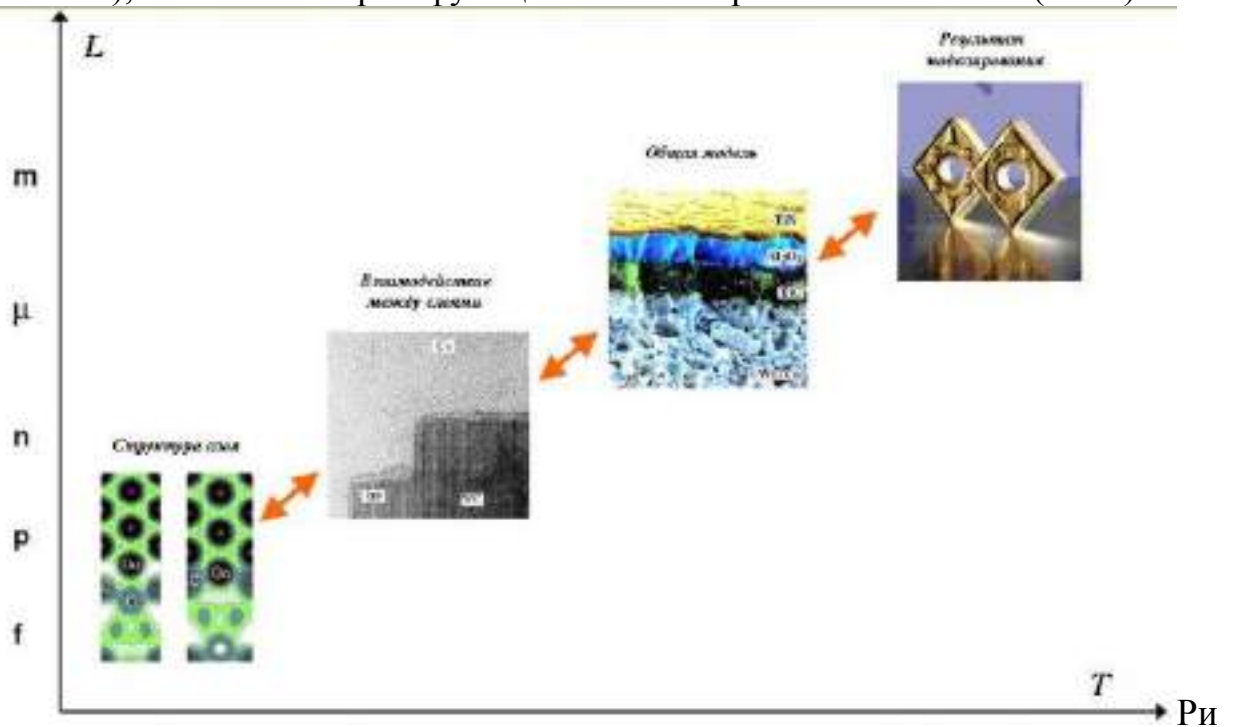 L
Результат
моделирования
m
Общая модель
TiN
Al₂O₃
μ
Взаимодействие
между слоями
n
Структура слоя
p
f
T
Ри